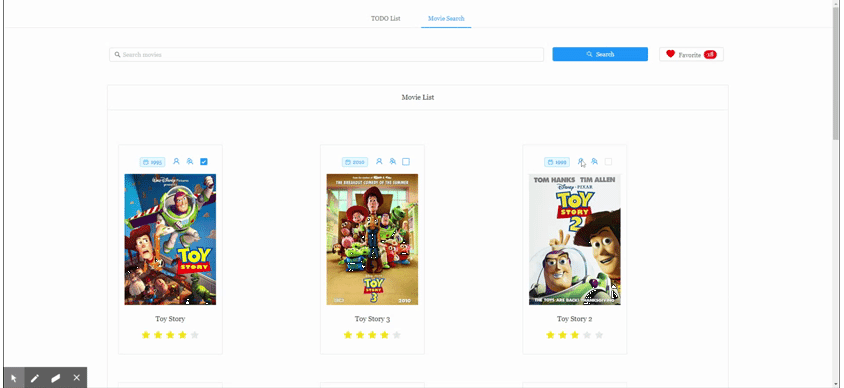 TODO List
Movie Search
Search movies
Search
Favorite 18
Movie List
1995
2010
1999
WALT DISNEY PICTURES
TOY STORY
THE BREAKOUT COMEDY OF THE SUMMER
TOY STORY 3
2010
TOM HANKS TIM ALLEN
DISNEY·PIXAR
TOY STORY 2
THE TOYS ARE BACK!
Toy Story
Toy Story 3
Toy Story 2